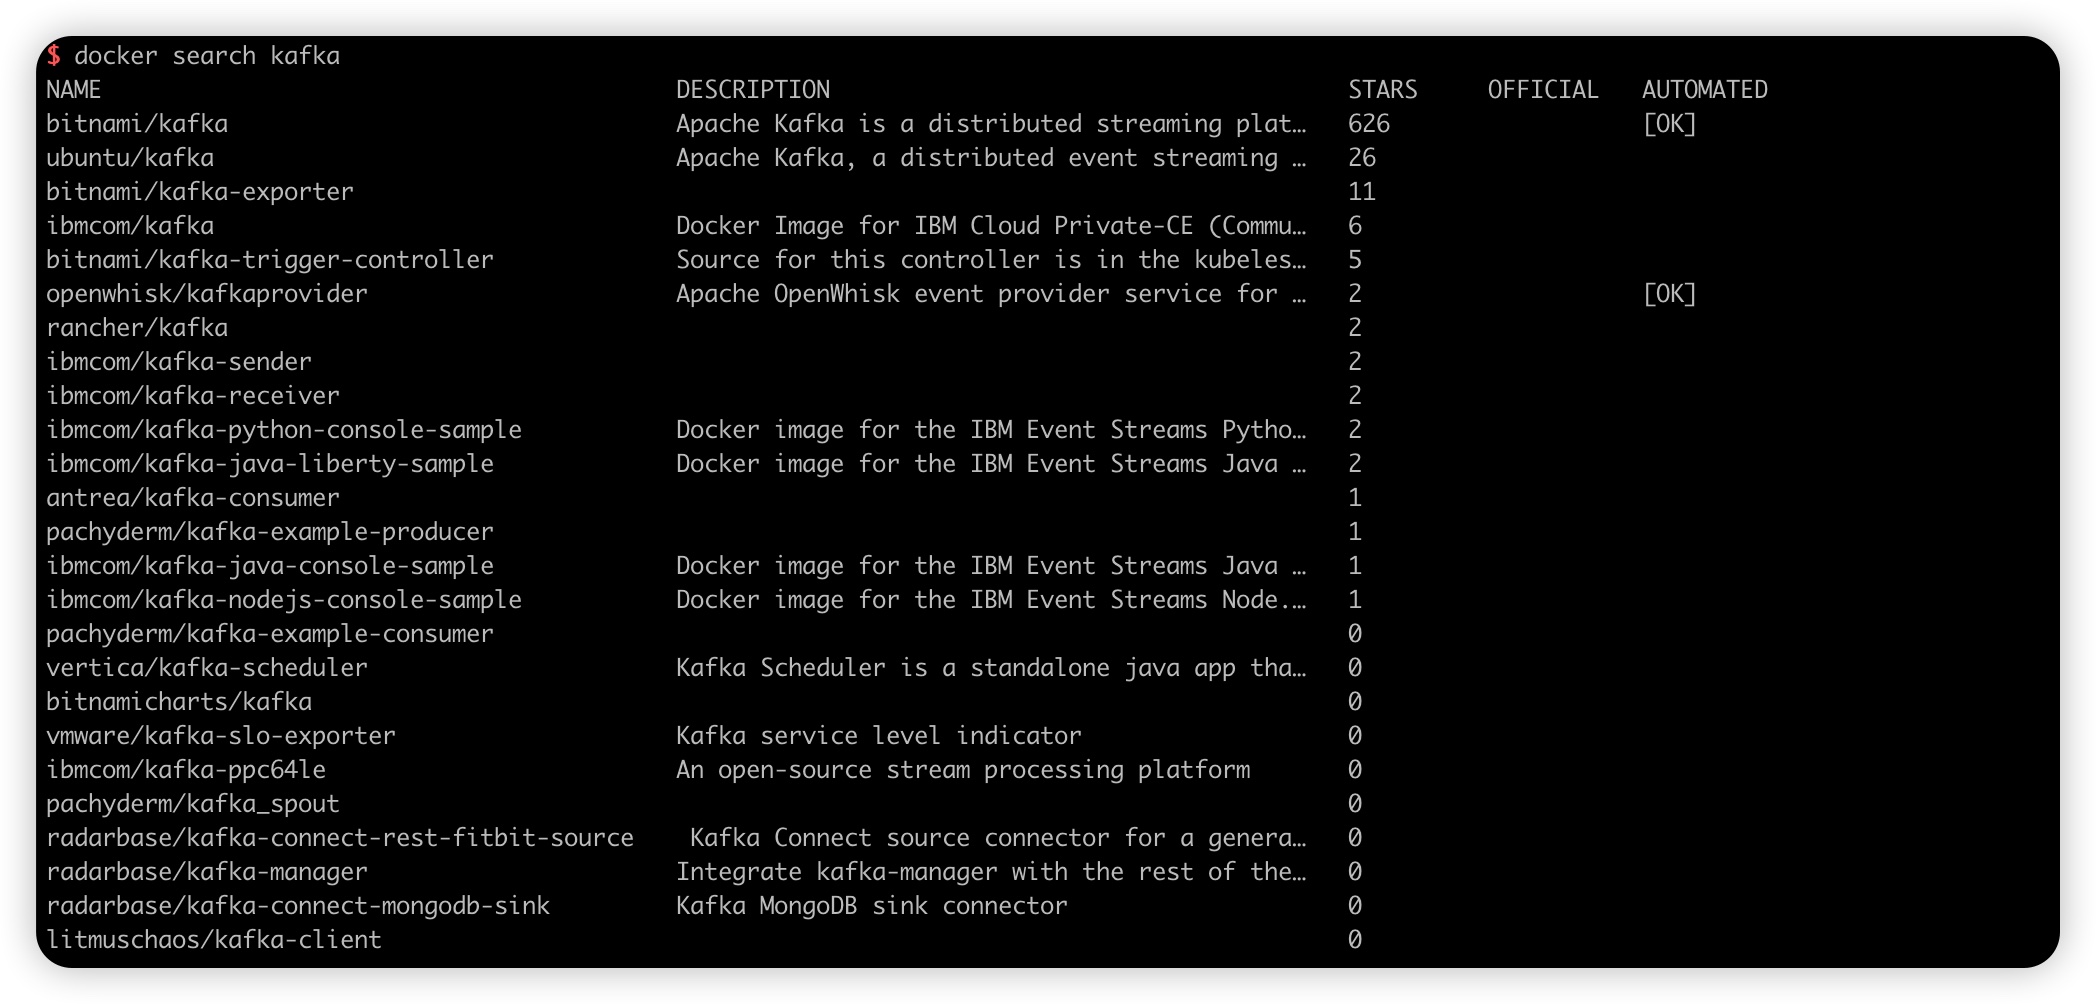 $ docker search kafka
NAME DESCRIPTION STARS OFFICIAL AUTOMATED
bitnami/kafka Apache Kafka is a distributed streaming plat… 626 [OK]
ubuntu/kafka Apache Kafka, a distributed event streaming … 26
bitnami/kafka-exporter 11
ibmcom/kafka Docker Image for IBM Cloud Private-CE (Commu… 6
bitnami/kafka-trigger-controller Source for this controller is in the kubeles… 5
openwhisk/kafkaprovider Apache OpenWhisk event provider service for … 2 [OK]
rancher/kafka 2
ibmcom/kafka-sender 2
ibmcom/kafka-receiver 2
ibmcom/kafka-python-console-sample Docker image for the IBM Event Streams Pytho… 2
ibmcom/kafka-java-liberty-sample Docker image for the IBM Event Streams Java … 2
antrea/kafka-consumer 1
pachyderm/kafka-example-producer 1
ibmcom/kafka-java-console-sample Docker image for the IBM Event Streams Java … 1
ibmcom/kafka-nodejs-console-sample Docker image for the IBM Event Streams Node.… 1
pachyderm/kafka-example-consumer 0
vertica/kafka-scheduler Kafka Scheduler is a standalone java app tha… 0
bitnamicharts/kafka 0
vmware/kafka-slo-exporter Kafka service level indicator 0
ibmcom/kafka-ppc64le An open-source stream processing platform 0
pachyderm/kafka_spout 0
radarbase/kafka-connect-rest-fitbit-source Kafka Connect source connector for a genera… 0
radarbase/kafka-manager Integrate kafka-manager with the rest of the… 0
radarbase/kafka-connect-mongodb-sink Kafka MongoDB sink connector 0
litmuschaos/kafka-client 0